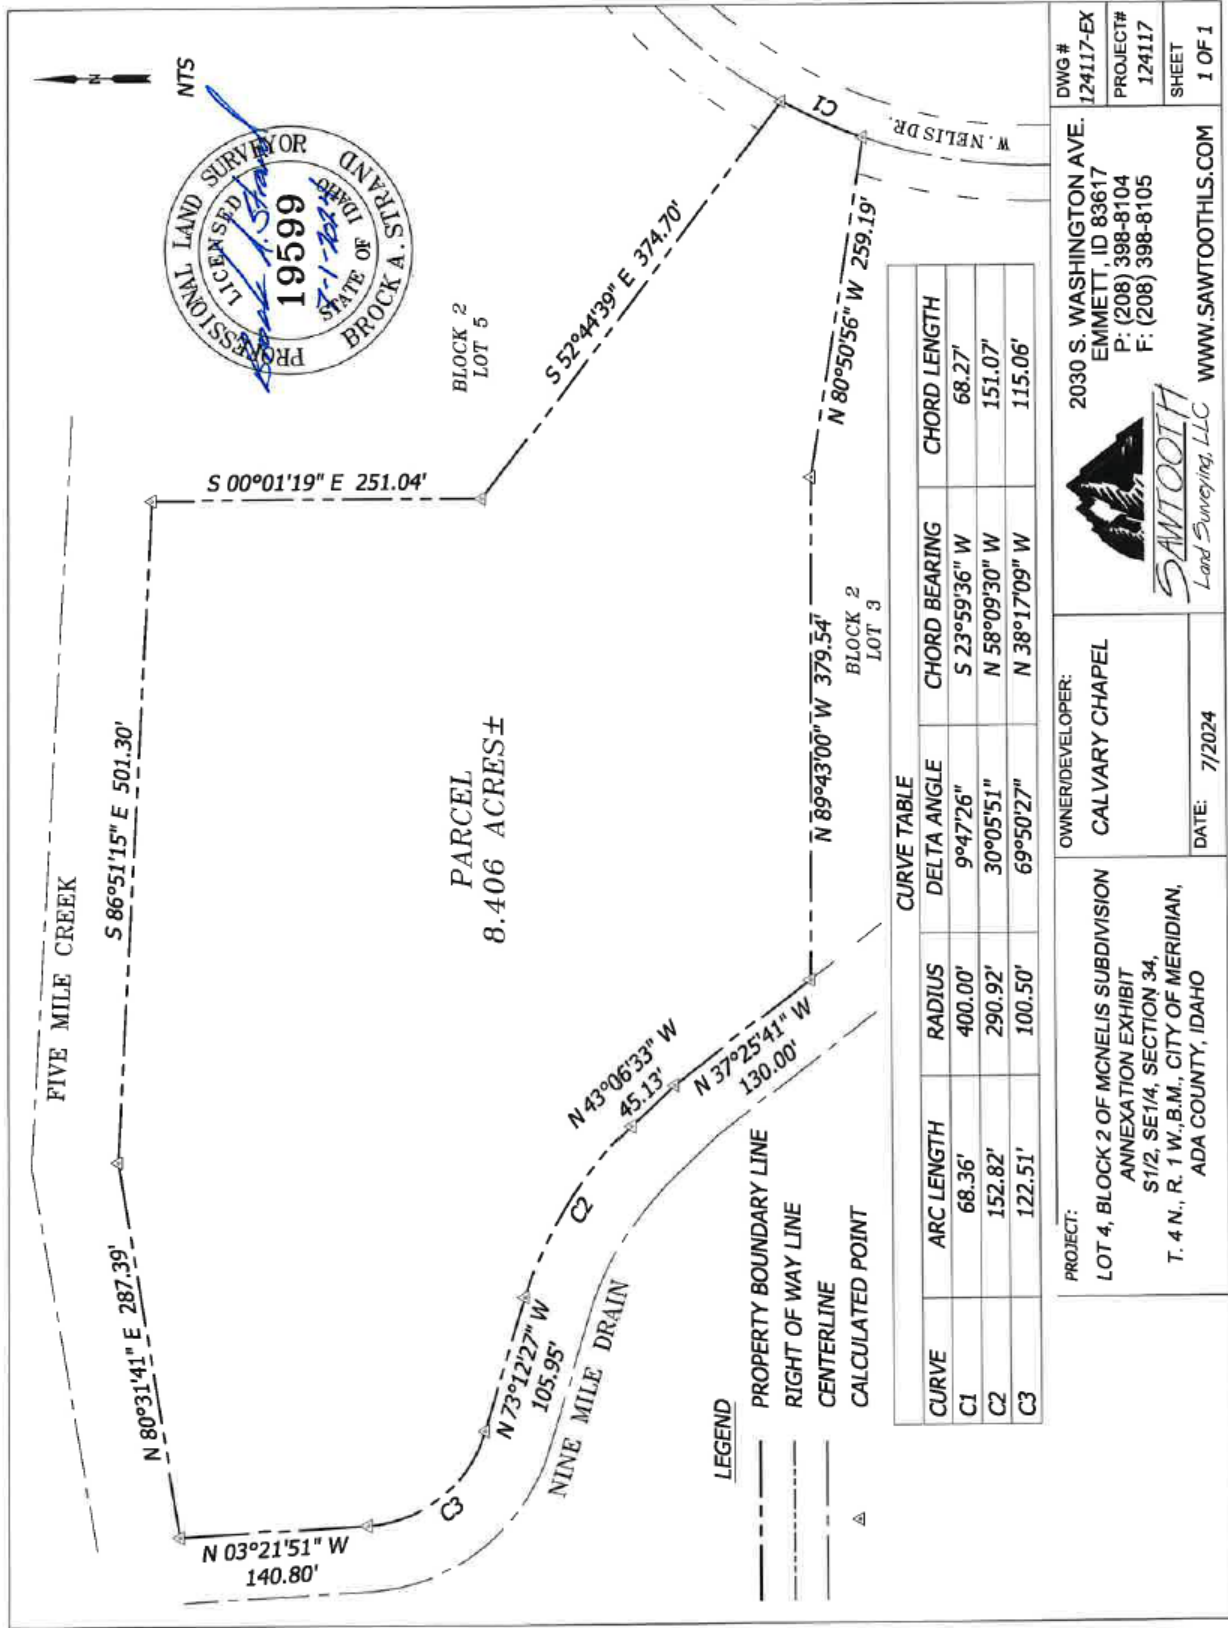 N
NTS
PROFESSIONAL LAND SURVEYOR
LICENSED
19599
7-1-2024
STATE OF IDAHO
BROCK A. STRAND
FIVE MILE CREEK
N 80°31'41" E 287.39'
S 86°51'15" E 501.30'
S 00°01'19" E 251.04'
BLOCK 2
LOT 5
S 52°44'39" E 374.70'
C1
W. NELIS DR.
N 80°50'56" W 259.19'
N 89°43'00" W 379.54'
BLOCK 2
LOT 3
PARCEL
8.406 ACRES±
N 37°25'41" W
130.00'
N 43°06'33" W
45.13'
C2
N 73°12'27" W
105.95'
C3
NINE MILE DRAIN
N 03°21'51" W
140.80'
LEGEND
PROPERTY BOUNDARY LINE
RIGHT OF WAY LINE
CENTERLINE
CALCULATED POINT
CURVE TABLE
CURVE ARC LENGTH RADIUS DELTA ANGLE CHORD BEARING CHORD LENGTH
C1 68.36' 400.00' 9°47'26" S 23°59'36" W 68.27'
C2 152.82' 290.92' 30°05'51" N 58°09'30" W 151.07'
C3 122.51' 100.50' 69°50'27" N 38°17'09" W 115.06'
PROJECT:
LOT 4, BLOCK 2 OF MCNELIS SUBDIVISION
ANNEXATION EXHIBIT
S1/2, SE1/4, SECTION 34,
T. 4 N., R. 1 W.,B.M., CITY OF MERIDIAN,
ADA COUNTY, IDAHO
OWNER/DEVELOPER:
CALVARY CHAPEL
DATE: 7/2024
SAWTOOTH
Land Surveying, LLC
2030 S. WASHINGTON AVE.
EMMETT, ID 83617
P: (208) 398-8104
F: (208) 398-8105
WWW.SAWTOOTHLS.COM
DWG #
124117-EX
PROJECT#
124117
SHEET
1 OF 1